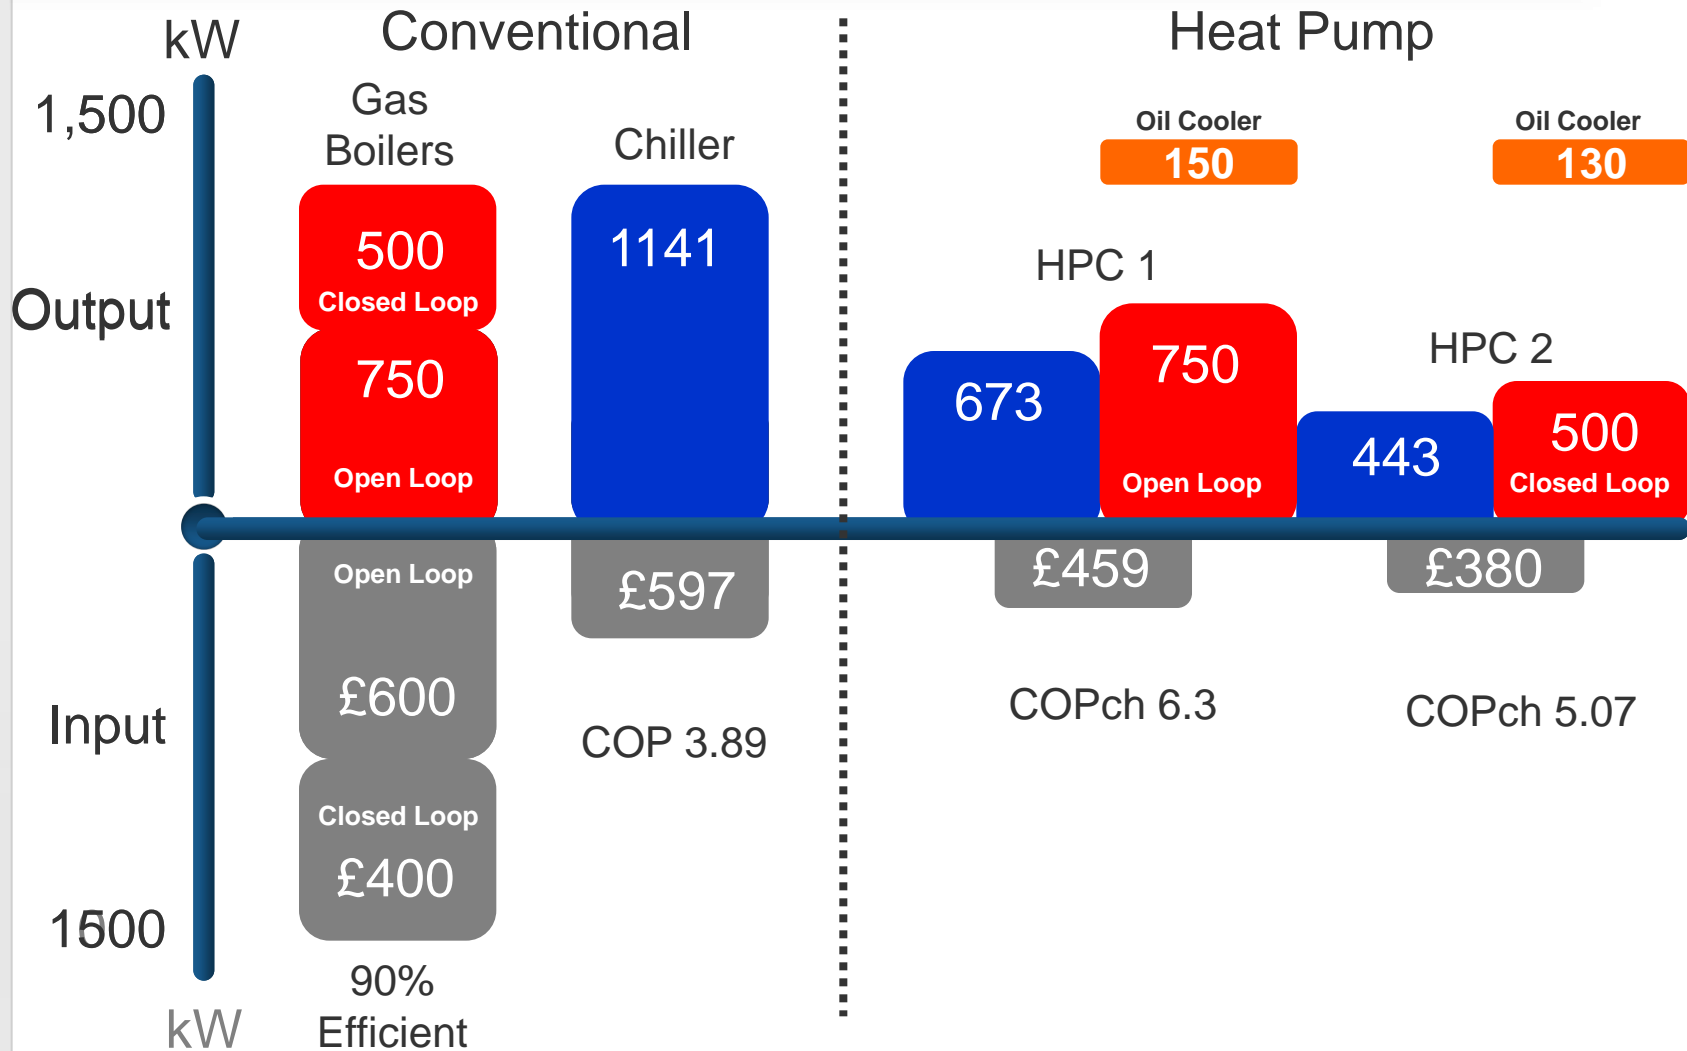 kW
Conventional
Heat Pump
1,500
Gas
Boilers
Chiller
Oil Cooler
150
Oil Cooler
130
500
Closed Loop
1141
HPC 1
Output
750
Open Loop
673
750
Open Loop
HPC 2
443
500
Closed Loop
Open Loop
£600
£597
£459
£380
Input
COP 3.89
COPch 6.3
COPch 5.07
Closed Loop
£400
90%
Efficient
kW